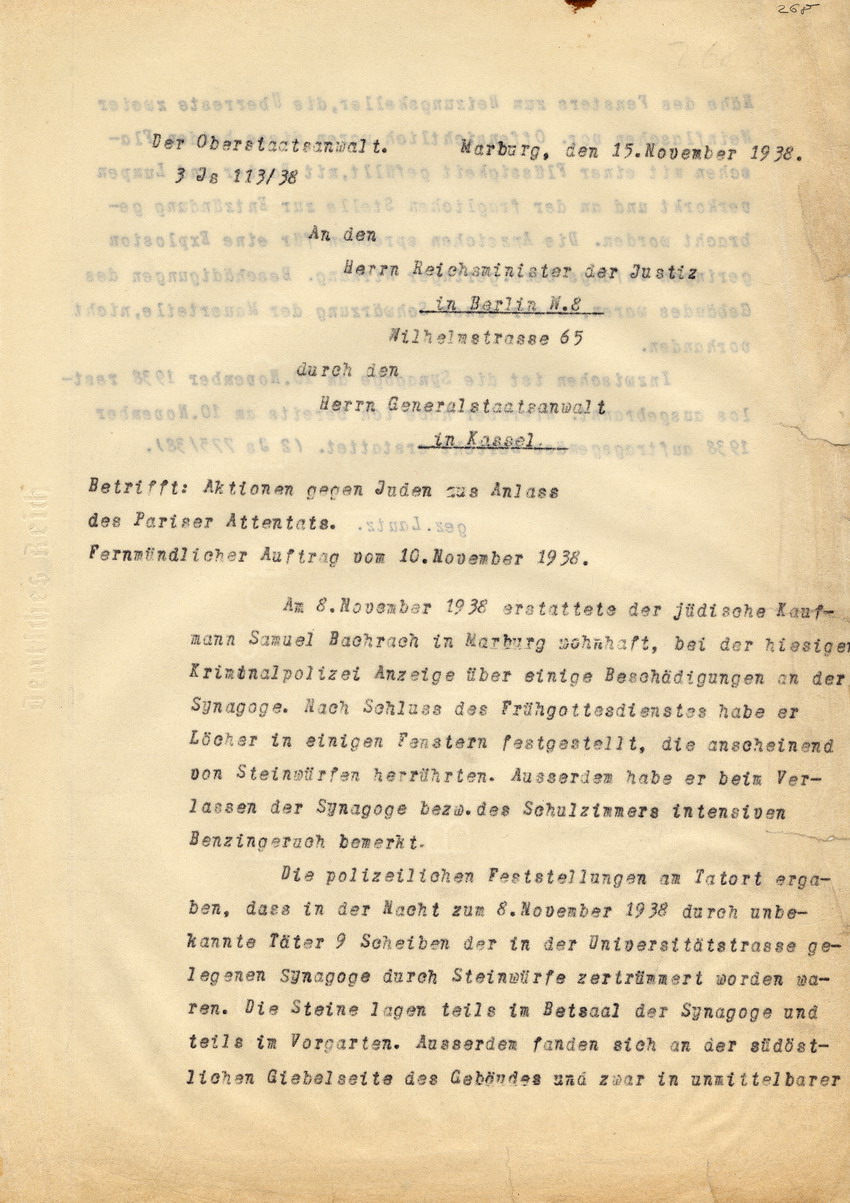 268
Der Oberstaatsanwalt. Marburg, den 15.November 1938.
3 Js 113/38
An den
Herrn Reichsminister der Justiz
in Berlin W.8
Wilhelmstrasse 65
durch den
Herrn Generalstaatsanwalt
in Kassel.
Betrifft: Aktionen gegen Juden aus Anlass
des Pariser Attentats.
Fernmündlicher Auftrag vom 10.November 1938.
Am 8.November 1938 erstattete der jüdische Kauf-
mann Samuel Bachrach in Marburg wohnhaft, bei der hiesigen
Kriminalpolizei Anzeige über einige Beschädigungen an der
Synagoge. Nach Schluss des Frühgottesdienstes habe er
Löcher in einigen Fenstern festgestellt, die anscheinend
von Steinwürfen herrührten. Ausserdem habe er beim Ver-
lassen der Synagoge bezw.des Schulzimmers intensiven
Benzingeruch bemerkt.
Die polizeilichen Feststellungen am Tatort erga-
ben, dass in der Nacht zum 8.November 1938 durch unbe-
kannte Täter 9 Scheiben der in der Universitätstrasse ge-
legenen Synagoge durch Steinwürfe zertrümmert worden wa-
ren. Die Steine lagen teils im Betsaal der Synagoge und
teils im Vorgarten. Ausserdem fanden sich an der südöst-
lichen Giebelseite des Gebäudes und zwar in unmittelbarer